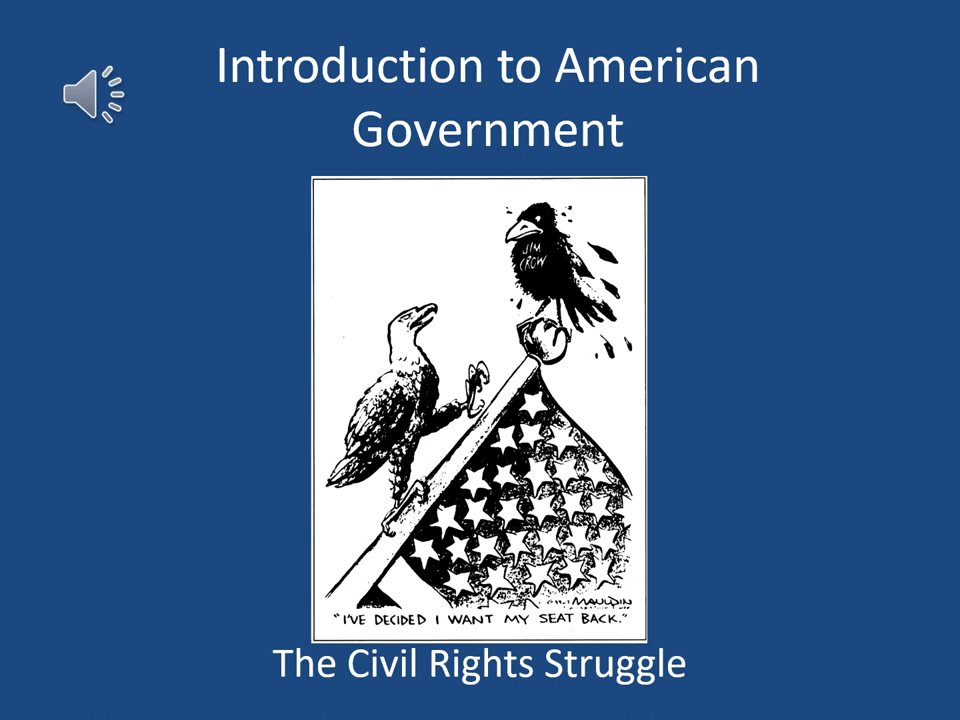 Introduction to American
Government
JIM
CROW
MAULDIN
"I'VE DECIDED I WANT MY SEAT BACK."
The Civil Rights Struggle